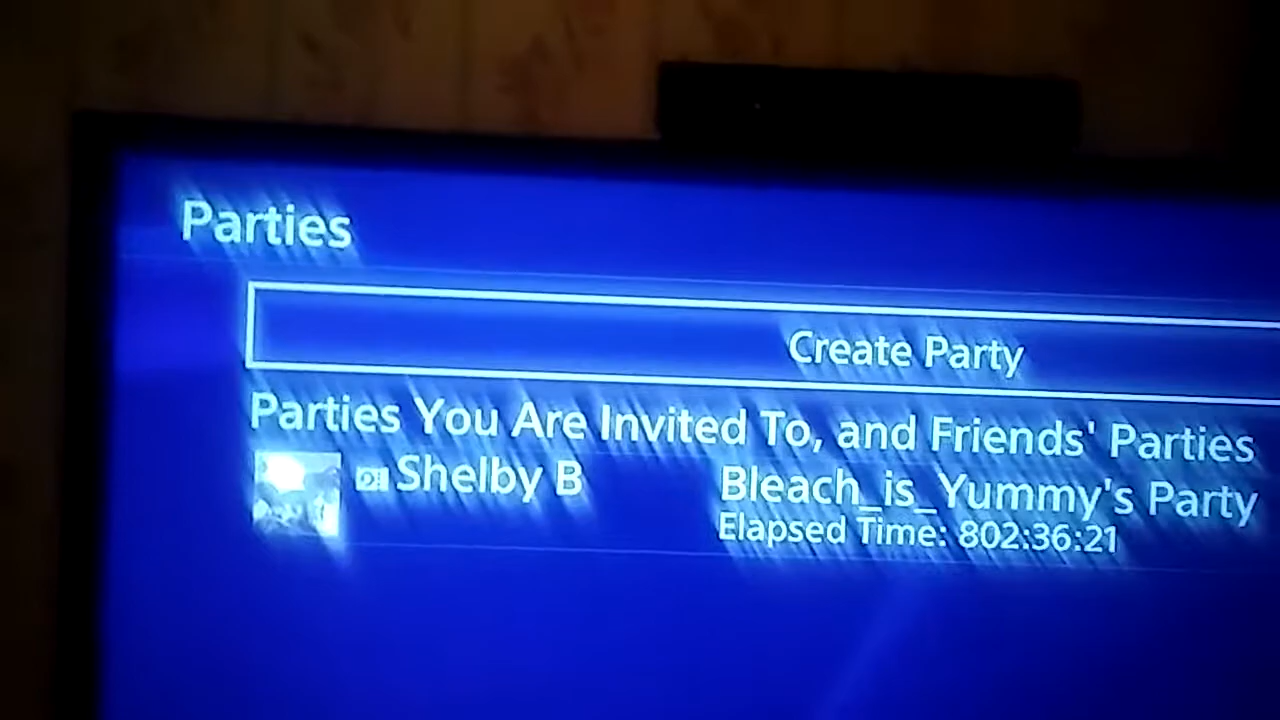 Parties
Create Party
Parties You Are Invited To, and Friends' Parties
Shelby B
Bleach_is_Yummy's Party
Elapsed Time: 802:36:21